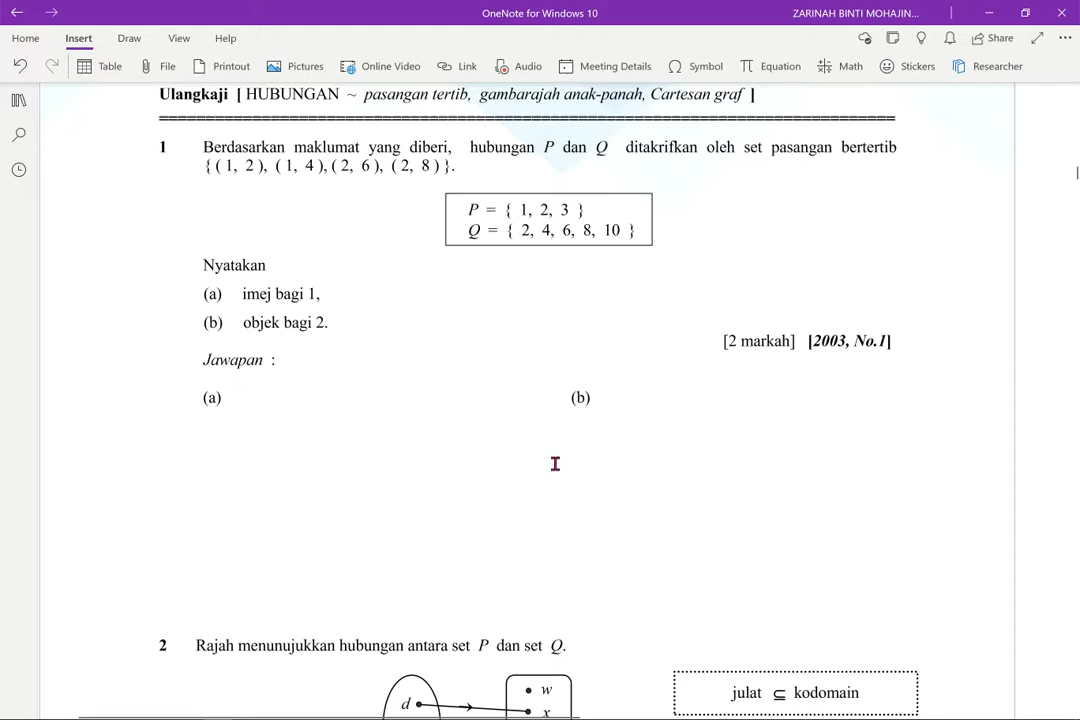 OneNote for Windows 10
ZARINAH BINTI MOHAJIN...
Home Insert Draw View Help
Share
Table File Printout Pictures Online Video Link Audio Meeting Details Symbol Equation Math Stickers Researcher
Ulangkaji [ HUBUNGAN ~ pasangan tertib, gambarajah anak-panah, Cartesan graf ]
1 Berdasarkan maklumat yang diberi, hubungan P dan Q ditakrifkan oleh set pasangan bertertib
{ ( 1, 2 ), ( 1, 4 ), ( 2, 6 ), ( 2, 8 ) }.
P = { 1, 2, 3 }
Q = { 2, 4, 6, 8, 10 }
Nyatakan
(a) imej bagi 1,
(b) objek bagi 2.
[2 markah] [2003, No.1]
Jawapan :
(a) (b)
2 Rajah menunujukkan hubungan antara set P dan set Q.
w
julat ⊆ kodomain
d
x